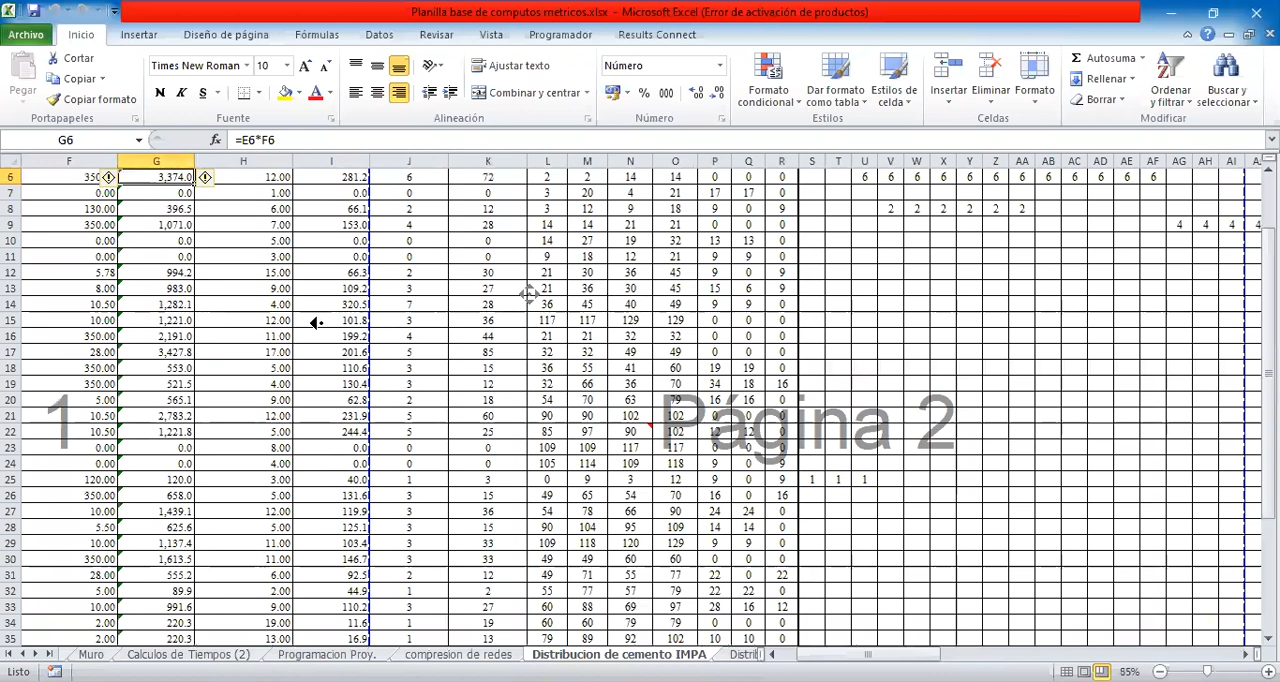 Planilla base de computos metricos.xlsx - Microsoft Excel (Error de activación de productos)
Archivo Inicio Insertar Diseño de página Fórmulas Datos Revisar Vista Programador Results Connect
Cortar Times New Roman 10 A A Ajustar texto Número Σ Autosuma
Copiar Rellenar
Pegar Copiar formato N K S A Combinar y centrar % 000 Formato condicional Dar formato como tabla Estilos de celda Insertar Eliminar Formato Borrar Ordenar y filtrar Buscar y seleccionar
Portapapeles Fuente Alineación Número Estilos Celdas Modificar
G6 fx =E6*F6
F G H I J K L M N O P Q R S T U V W X Y Z AA AB AC AD AE AF AG AH AI
6 3,374.0 12.00 281.2 6 72 2 2 14 14 0 0 0 6 6 6 6 6 6 6 6 6 6 6 6
7 0.00 0.0 1.00 0.0 0 0 3 20 4 21 17 17 0
8 130.00 396.5 6.00 66.1 2 12 3 12 9 18 9 0 9 2 2 2 2 2 2
9 350.00 1,071.0 7.00 153.0 4 28 14 14 21 21 0 0 0 4 4 4 4
10 0.00 0.0 5.00 0.0 0 0 14 27 19 32 13 13 0
11 0.00 0.0 3.00 0.0 0 0 9 18 12 21 9 9 0
12 5.78 994.2 15.00 66.3 2 30 21 30 36 45 9 0 9
13 8.00 983.0 9.00 109.2 3 27 21 36 30 45 15 6 9
14 10.50 1,282.1 4.00 320.5 7 28 36 45 40 49 9 9 0
15 10.00 1,221.0 12.00 101.8 3 36 117 117 129 129 0 0 0
16 350.00 2,191.0 11.00 199.2 4 44 21 21 32 32 0 0 0
17 28.00 3,427.8 17.00 201.6 5 85 32 32 49 49 0 0 0
18 350.00 553.0 5.00 110.6 3 15 36 55 41 60 19 19 0
19 350.00 521.5 4.00 130.4 3 12 32 66 36 70 34 18 16
20 5.00 565.1 9.00 62.8 2 18 54 70 63 79 16 16 0
21 10.50 2,783.2 12.00 231.9 5 60 90 90 102 102 0 0 0
22 10.50 1,221.8 5.00 244.4 5 25 85 97 90 102 12 12 0
1 Página 2
23 0.00 0.0 8.00 0.0 0 0 109 109 117 117 0 0 0
24 0.00 0.0 4.00 0.0 0 0 105 114 109 118 9 0 9
25 120.00 120.0 3.00 40.0 1 3 0 9 3 12 9 0 9 1 1 1
26 350.00 658.0 5.00 131.6 3 15 49 65 54 70 16 0 16
27 10.00 1,439.1 12.00 119.9 3 36 54 78 66 90 24 24 0
28 5.50 625.6 5.00 125.1 3 15 90 104 95 109 14 14 0
29 10.00 1,137.4 11.00 103.4 3 33 109 118 120 129 9 9 0
30 350.00 1,613.5 11.00 146.7 3 33 49 49 60 60 0 0 0
31 28.00 555.2 6.00 92.5 2 12 49 71 55 77 22 0 22
32 5.00 89.9 2.00 44.9 1 2 55 77 57 79 22 22 0
33 10.00 991.6 9.00 110.2 3 27 60 88 69 97 28 16 12
34 2.00 220.3 19.00 11.6 1 19 60 60 79 79 0 0 0
35 2.00 220.3 13.00 16.9 1 13 79 89 92 102 10 10 0
Muro Calculos de Tiempos (2) Programacion Proy. compresion de redes Distribucion de cemento IMPA
Listo 85%